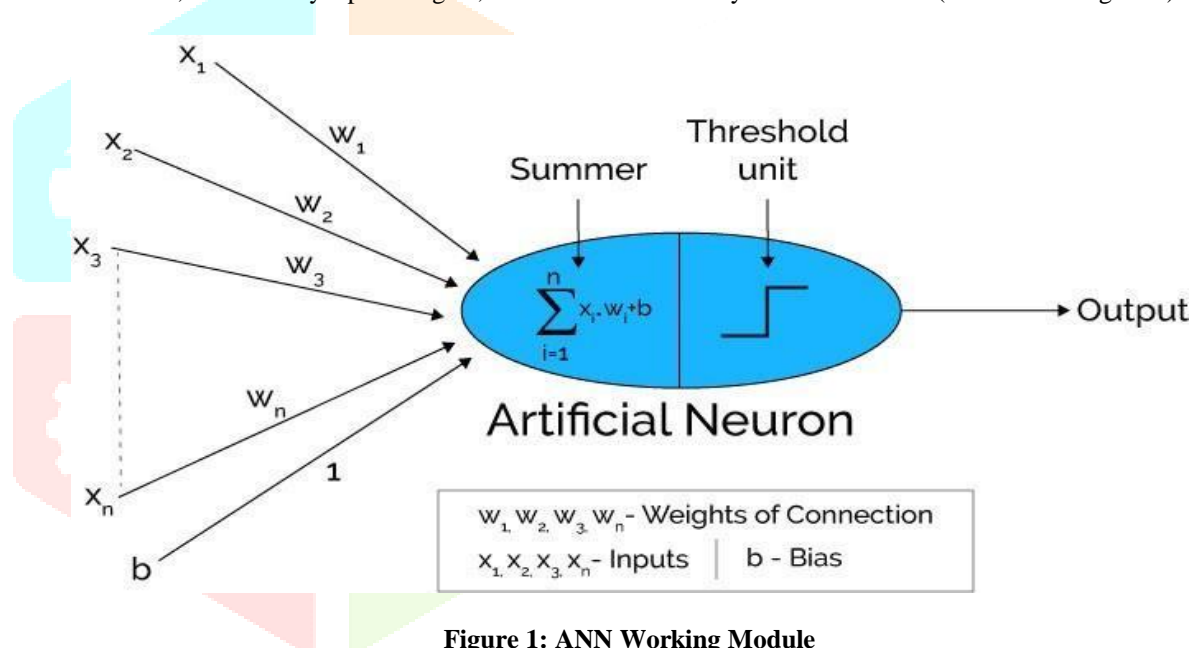 x₁
x₂
x₃
xₙ
b
w₁
w₂
w₃
wₙ
1
Summer
Threshold
unit
n
∑ xᵢ.wᵢ+b
i=1
Output
Artificial Neuron
w₁, w₂, w₃, wₙ- Weights of Connection
x₁, x₂, x₃, xₙ- Inputs | b - Bias
Figure 1: ANN Working Module